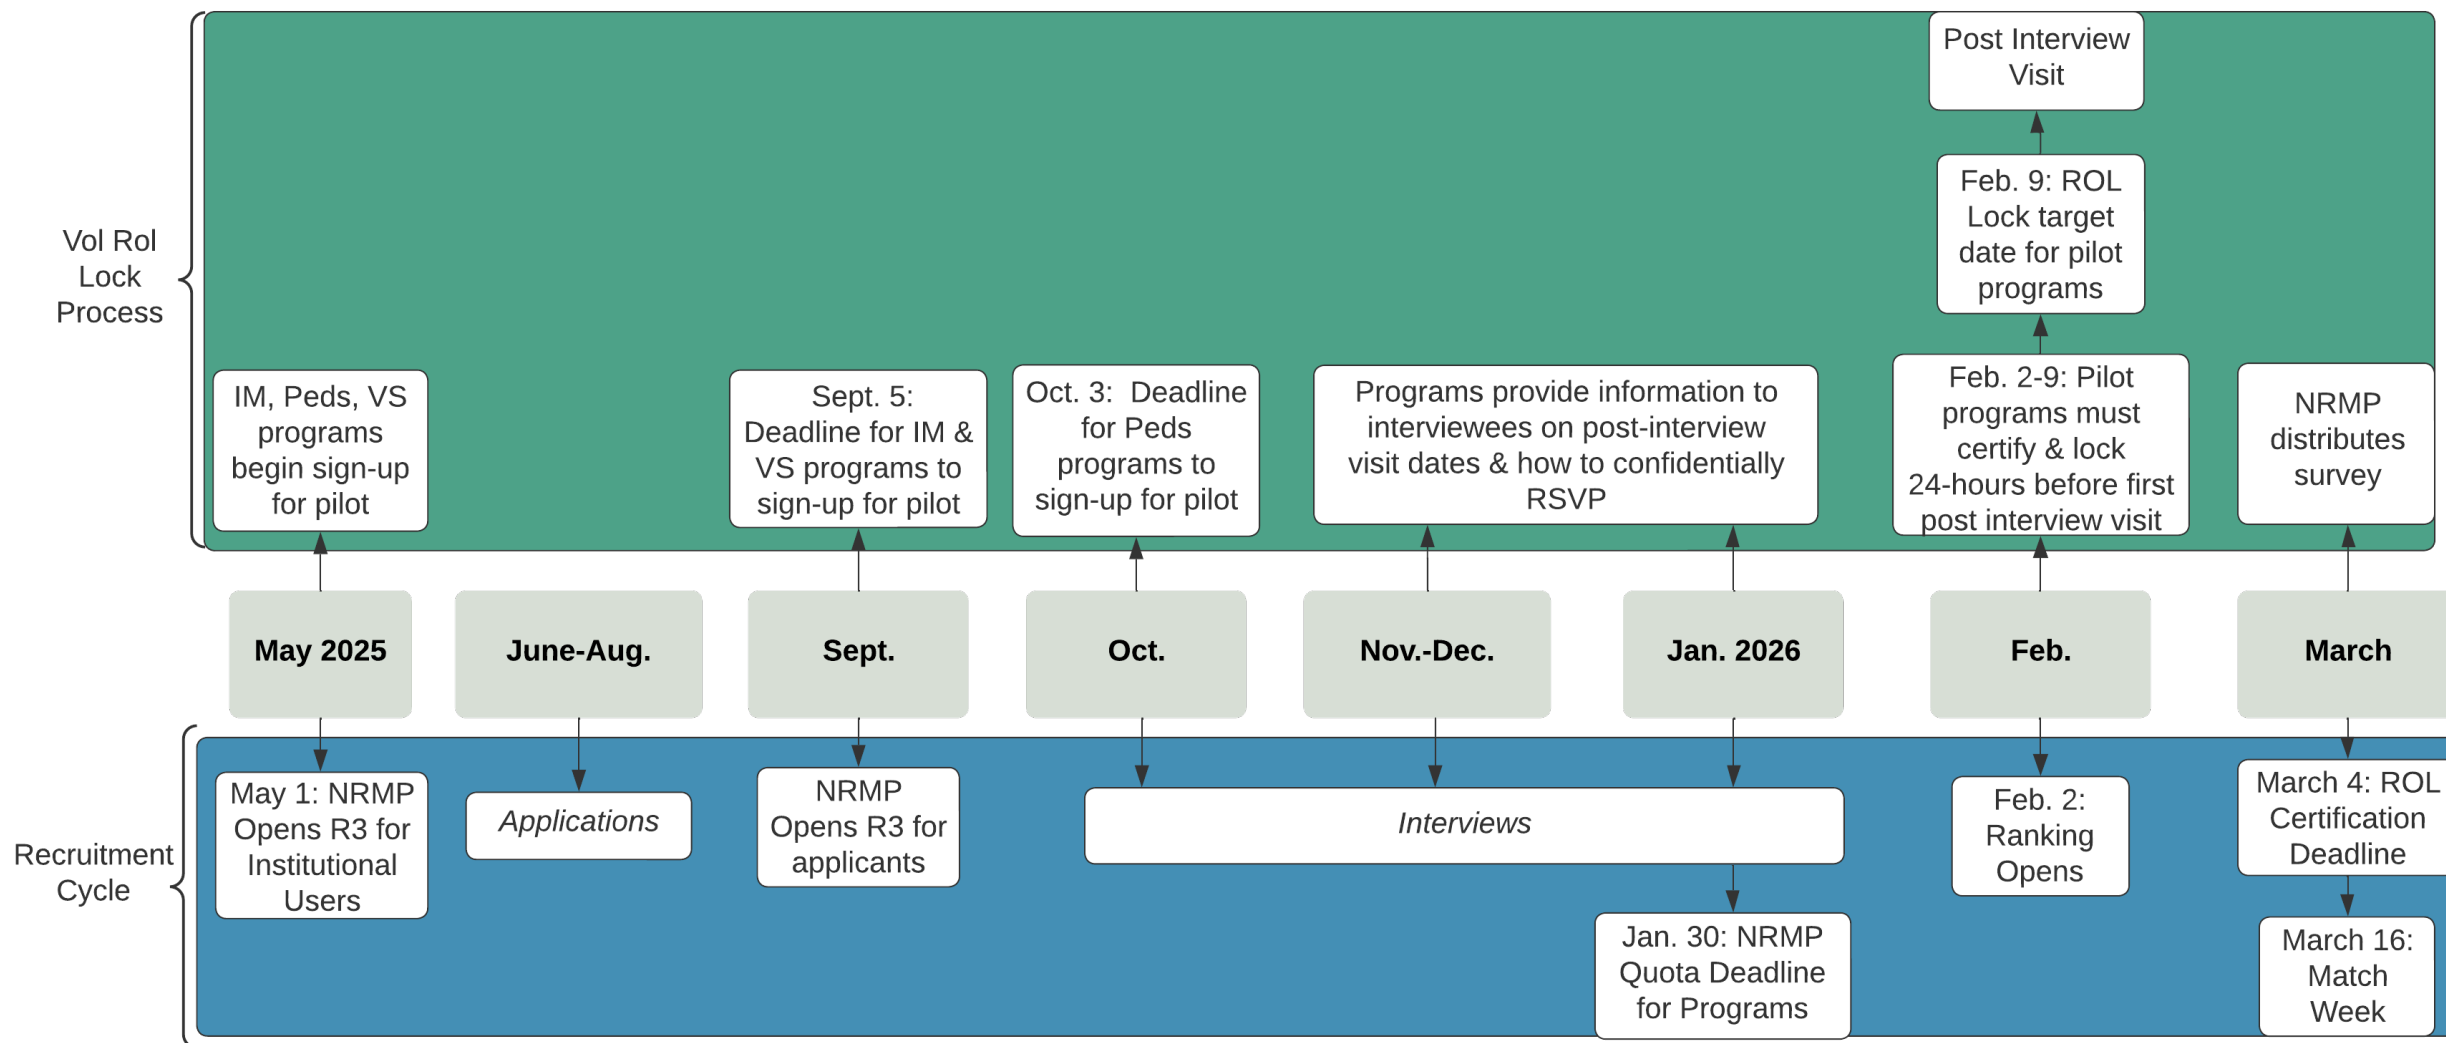 Vol Rol
Lock
Process
Post Interview
Visit
Feb. 9: ROL
Lock target
date for pilot
programs
IM, Peds, VS
programs
begin sign-up
for pilot
Sept. 5:
Deadline for IM &
VS programs to
sign-up for pilot
Oct. 3:  Deadline
for Peds
programs to
sign-up for pilot
Programs provide information to
interviewees on post-interview
visit dates & how to confidentially
RSVP
Feb. 2-9: Pilot
programs must
certify & lock
24-hours before first
post interview visit
NRMP
distributes
survey
May 2025
June-Aug.
Sept.
Oct.
Nov.-Dec.
Jan. 2026
Feb.
March
Recruitment
Cycle
May 1: NRMP
Opens R3 for
Institutional
Users
Applications
NRMP
Opens R3 for
applicants
Interviews
Jan. 30: NRMP
Quota Deadline
for Programs
Feb. 2:
Ranking
Opens
March 4: ROL
Certification
Deadline
March 16:
Match
Week